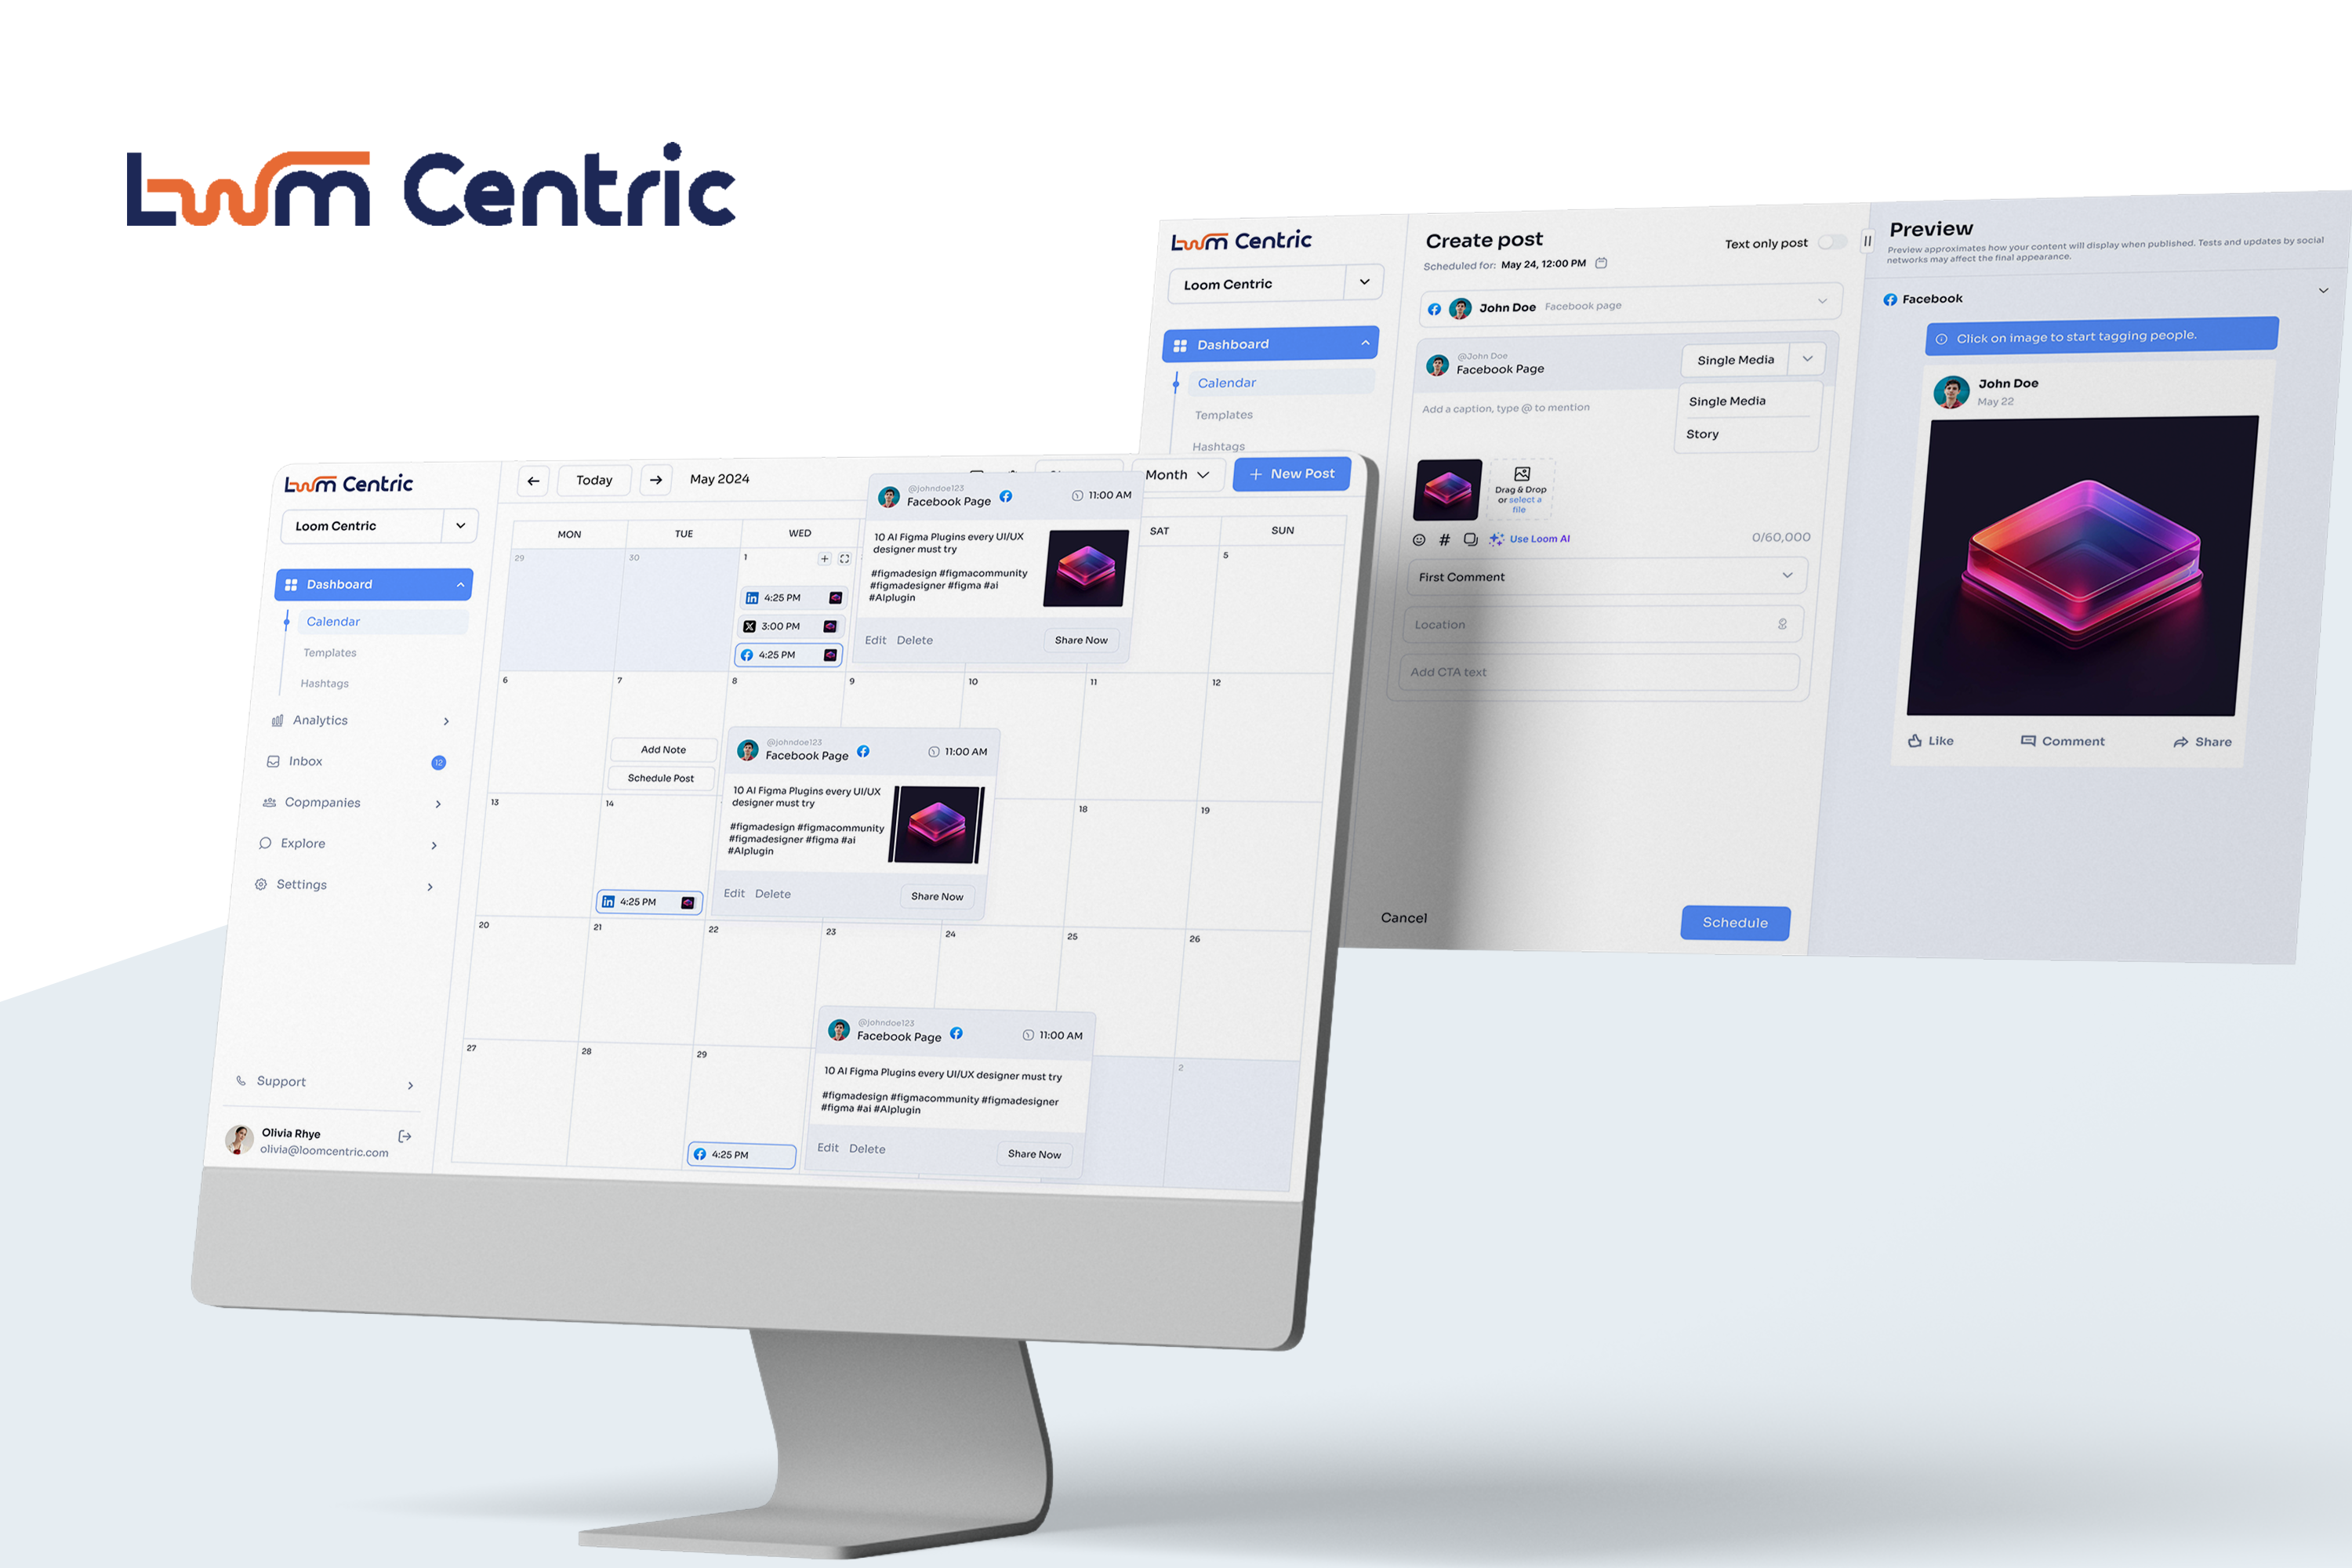 Loom Centric
Loom Centric
Loom Centric
Dashboard
Calendar
Templates
Hashtags
Create post
Scheduled for: May 24, 12:00 PM
Text only post
John Doe Facebook page
@John Doe
Facebook Page
Single Media
Single Media
Story
Add a caption, type @ to mention
Drag & Drop
or select a
file
# Use Loom AI
0/60,000
First Comment
Location
Add CTA text
Cancel
Schedule
Preview
Preview approximates how your content will display when published. Tests and updates by social
networks may affect the final appearance.
Facebook
Click on image to start tagging people.
John Doe
May 22
Like Comment Share
Loom Centric
Loom Centric
Dashboard
Calendar
Templates
Hashtags
Analytics
Inbox 12
Copmpanies
Explore
Settings
Support
Olivia Rhye
olivia@loomcentric.com
Today May 2024
Month
+ New Post
MON TUE WED SAT SUN
29 30 1 5
in 4:25 PM
X 3:00 PM
4:25 PM
@johndoe123
Facebook Page 11:00 AM
10 AI Figma Plugins every UI/UX
designer must try
#figmadesign #figmacommunity
#figmadesigner #figma #ai
#AIplugin
Edit Delete Share Now
6 7 8 9 10 11 12
Add Note
Schedule Post
@johndoe123
Facebook Page 11:00 AM
10 AI Figma Plugins every UI/UX
designer must try
#figmadesign #figmacommunity
#figmadesigner #figma #ai
#AIplugin
Edit Delete Share Now
13 14 18 19
in 4:25 PM
20 21 22 23 24 25 26
@johndoe123
Facebook Page 11:00 AM
10 AI Figma Plugins every UI/UX designer must try
#figmadesign #figmacommunity #figmadesigner
#figma #ai #AIplugin
Edit Delete Share Now
27 28 29 2
4:25 PM